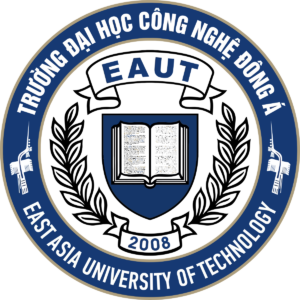 TRƯỜNG ĐẠI HỌC CÔNG NGHỆ ĐÔNG Á
EAUT
2008
EAST ASIA UNIVERSITY OF TECHNOLOGY